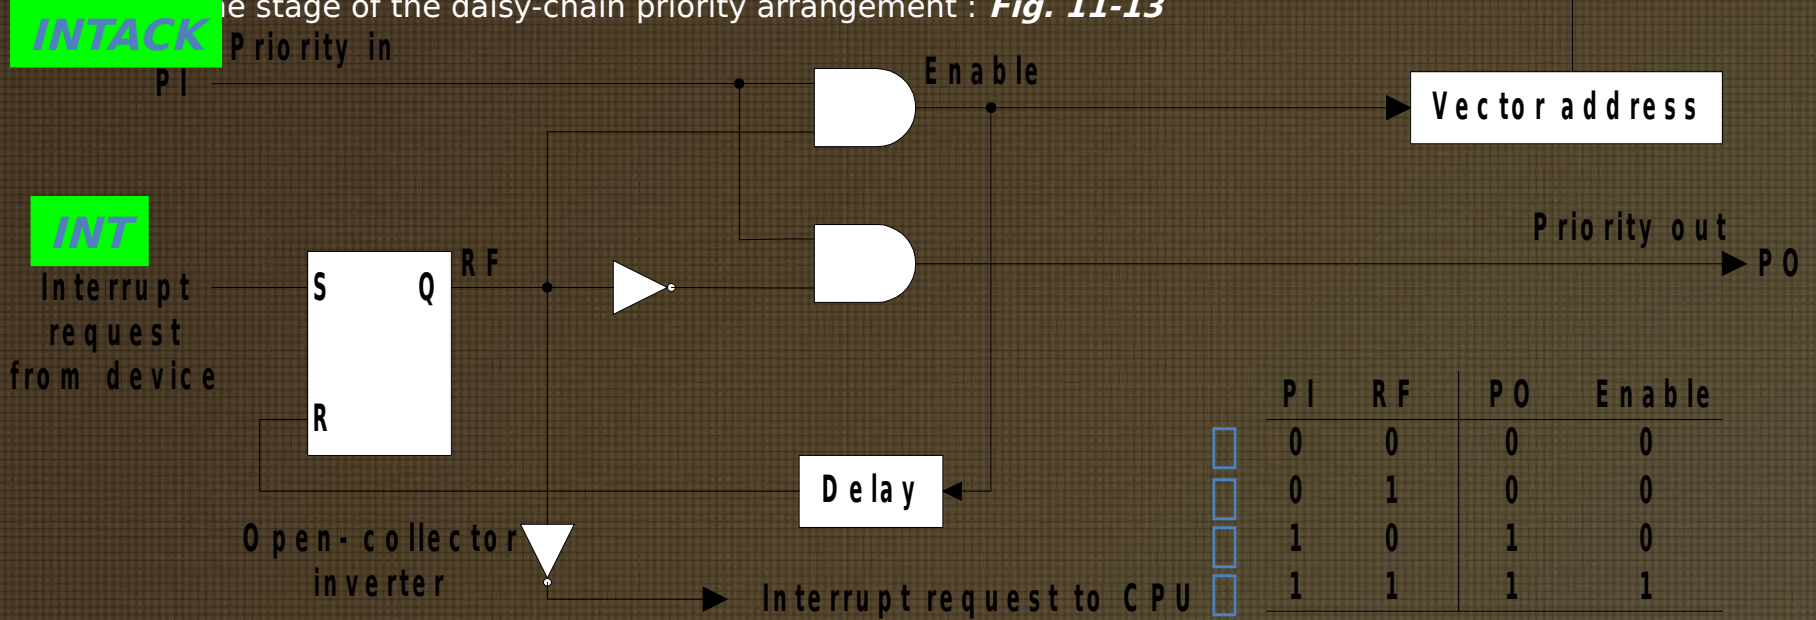 e stage of the daisy-chain priority arrangement : Fig. 11-13
INTACK
Priority in
PI
Enable
Vector address
INT
Priority out
PO
Interrupt
request
from device
S
Q
RF
R
PI RF PO Enable
0 0 0 0
0 1 0 0
1 0 1 0
1 1 1 1
Delay
Open-collector
inverter
Interrupt request to CPU